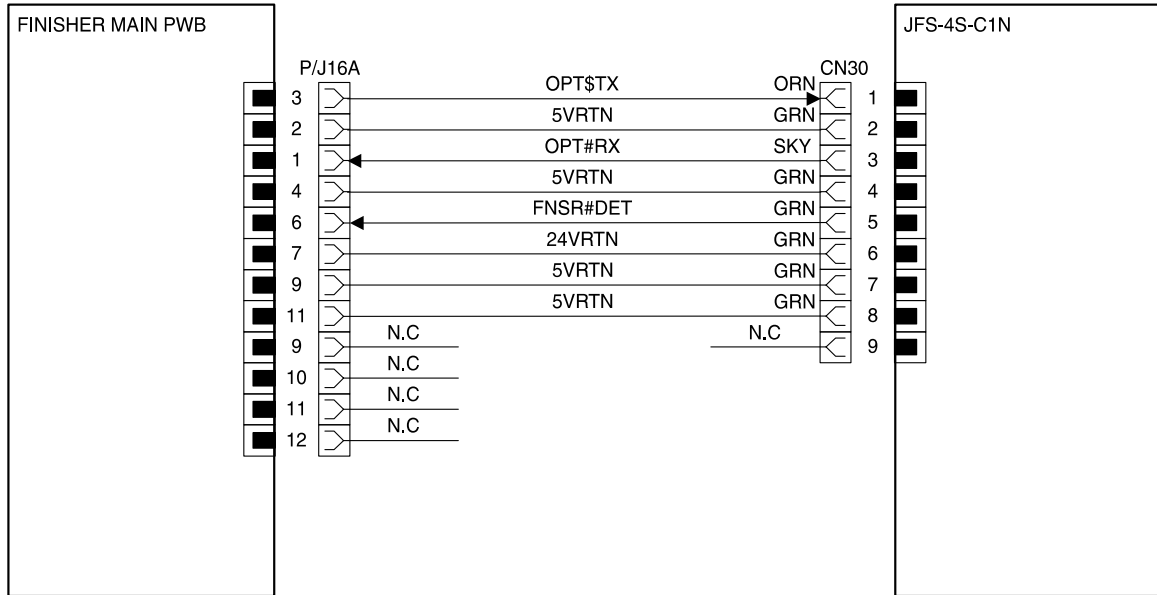 FINISHER MAIN PWB
JFS-4S-C1N
P/J16A
CN30
3 OPT$TX ORN 1
2 5VRTN GRN 2
1 OPT#RX SKY 3
4 5VRTN GRN 4
6 FNSR#DET GRN 5
7 24VRTN GRN 6
9 5VRTN GRN 7
11 5VRTN GRN 8
9 N.C N.C 9
10 N.C
11 N.C
12 N.C